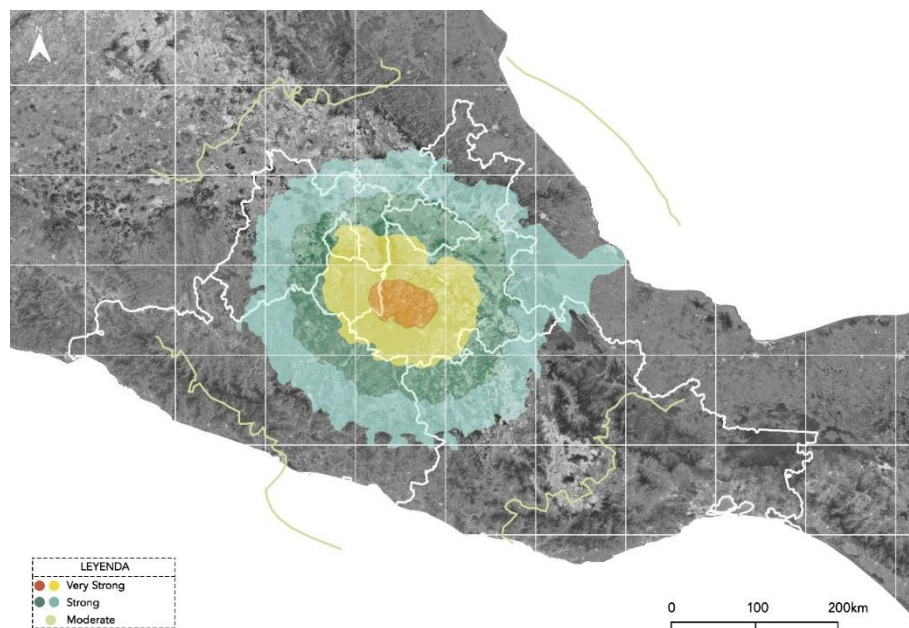 N
LEYENDA
Very Strong
Strong
Moderate
0 100 200km